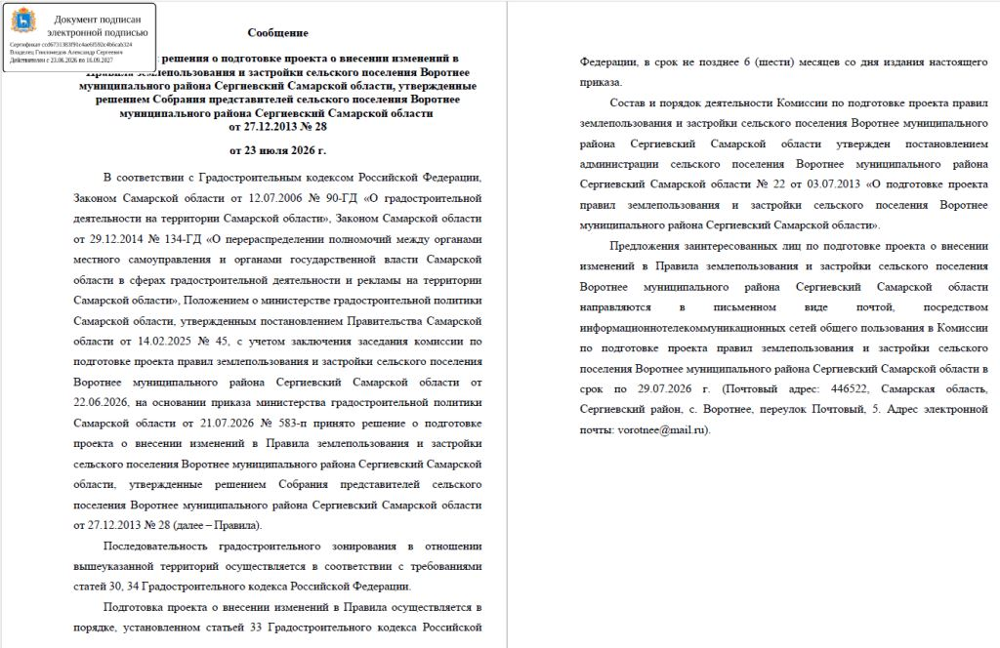 Документ подписан
электронной подписью
Владелец Гвоздев Александр Сергеевич
Действителен с 23.06.2026 по 16.09.2027
Сообщение
решения о подготовке проекта о внесении изменений в
Правила землепользования и застройки сельского поселения Воротнее
муниципального района Сергиевский Самарской области, утвержденные
решением Собрания представителей сельского поселения Воротнее
муниципального района Сергиевский Самарской области
от 27.12.2013 № 28
от 23 июля 2026 г.
В соответствии с Градостроительным кодексом Российской Федерации,
Законом Самарской области от 12.07.2006 № 90-ГД «О градостроительной
деятельности на территории Самарской области», Законом Самарской области
от 29.12.2014 № 134-ГД «О перераспределении полномочий между органами
местного самоуправления и органами государственной власти Самарской
области в сферах градостроительной деятельности и рекламы на территории
Самарской области», Положением о министерстве градостроительной политики
Самарской области, утвержденным постановлением Правительства Самарской
области от 14.02.2025 № 45, с учетом заключения заседания комиссии по
подготовке проекта правил землепользования и застройки сельского поселения
Воротнее муниципального района Сергиевский Самарской области от
22.06.2026, на основании приказа министерства градостроительной политики
Самарской области от 21.07.2026 № 583-п принято решение о подготовке
проекта о внесении изменений в Правила землепользования и застройки
сельского поселения Воротнее муниципального района Сергиевский Самарской
области, утвержденные решением Собрания представителей сельского
поселения Воротнее муниципального района Сергиевский Самарской области
от 27.12.2013 № 28 (далее – Правила).
Последовательность градостроительного зонирования в отношении
вышеуказанной территорий осуществляется в соответствии с требованиями
статей 30, 34 Градостроительного кодекса Российской Федерации.
Подготовка проекта о внесении изменений в Правила осуществляется в
порядке, установленном статьей 33 Градостроительного кодекса Российской
Федерации, в срок не позднее 6 (шести) месяцев со дня издания настоящего
приказа.
Состав и порядок деятельности Комиссии по подготовке проекта правил
землепользования и застройки сельского поселения Воротнее муниципального
района Сергиевский Самарской области утвержден постановлением
администрации сельского поселения Воротнее муниципального района
Сергиевский Самарской области № 22 от 03.07.2013 «О подготовке проекта
правил землепользования и застройки сельского поселения Воротнее
муниципального района Сергиевский Самарской области».
Предложения заинтересованных лиц по подготовке проекта о внесении
изменений в Правила землепользования и застройки сельского поселения
Воротнее муниципального района Сергиевский Самарской области
направляются в письменном виде почтой, посредством
информационнотелекоммуникационных сетей общего пользования в Комиссии
по подготовке проекта правил землепользования и застройки сельского
поселения Воротнее муниципального района Сергиевский Самарской области в
срок по 29.07.2026 г. (Почтовый адрес: 446522, Самарская область,
Сергиевский район, с. Воротнее, переулок Почтовый, 5. Адрес электронной
почты: vorotnee@mail.ru).